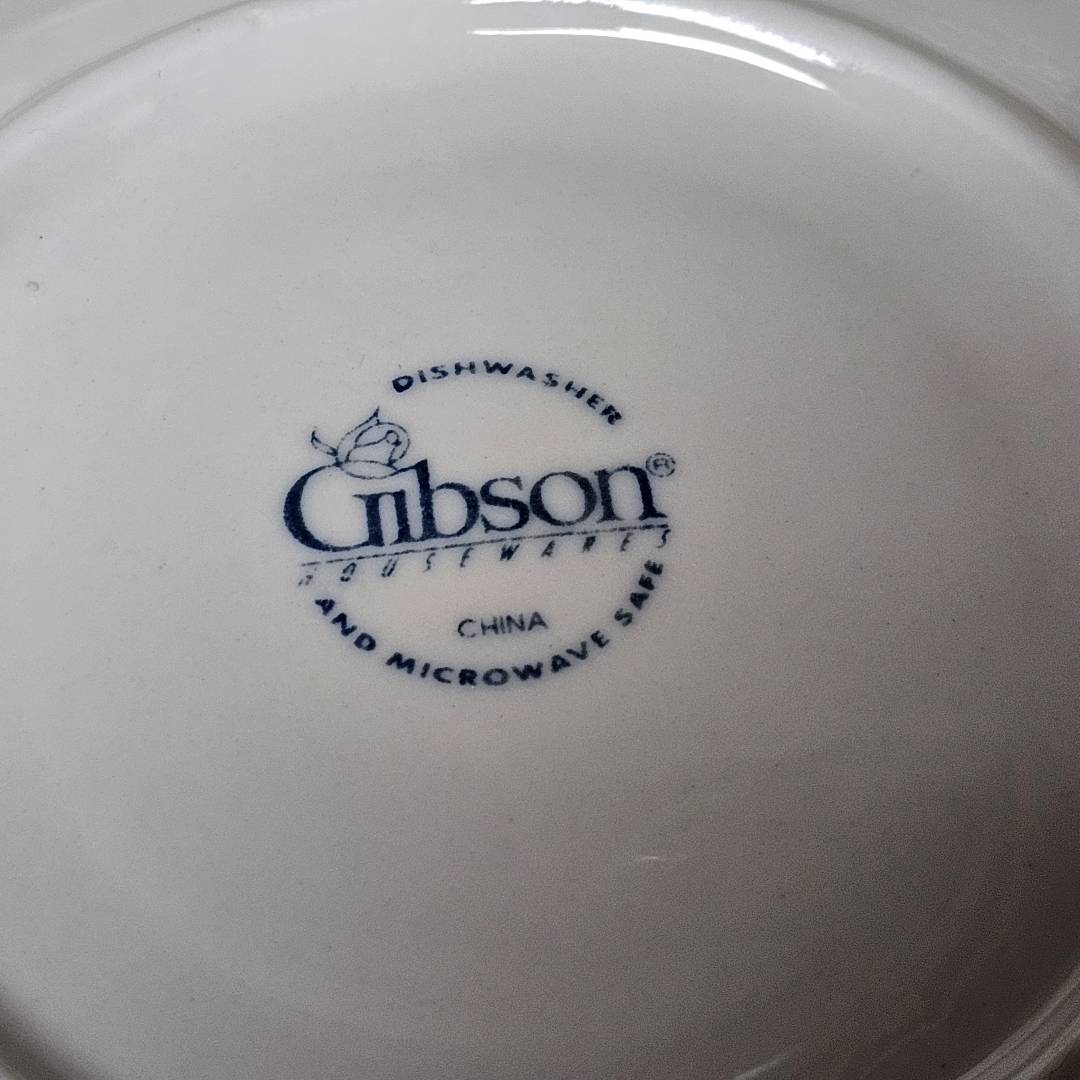 DISHWASHER
Gibson®
HOUSEWARES
CHINA
AND MICROWAVE SAFE